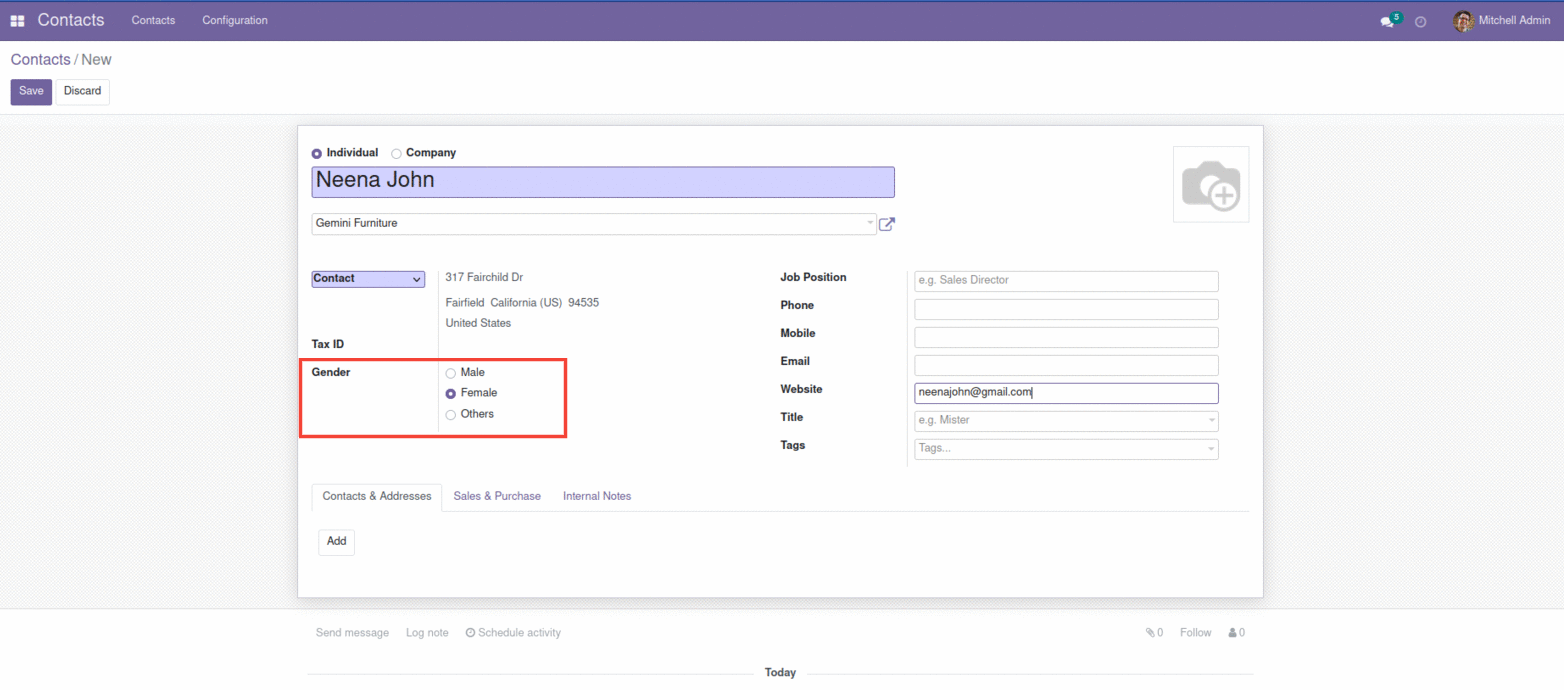 Contacts Contacts Configuration 5 Mitchell Admin
Contacts / New
Save Discard
Individual Company
Neena John
Gemini Furniture
Contact 317 Fairchild Dr
Fairfield California (US) 94535
United States
Tax ID
Gender Male
Female
Others
Job Position e.g. Sales Director
Phone
Mobile
Email
Website neenajohn@gmail.com
Title e.g. Mister
Tags Tags...
Contacts & Addresses Sales & Purchase Internal Notes
Add
Send message Log note Schedule activity 0 Follow 0
Today